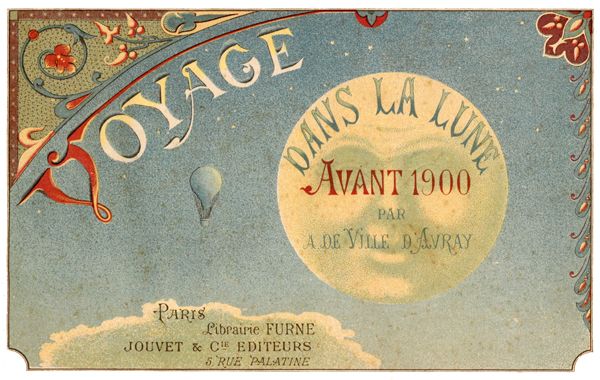 VOYAGE
DANS LA LUNE
AVANT 1900
PAR
A. DE VILLE D'AVRAY
PARIS
Librairie FURNE
JOUVET & CIE EDITEURS
5, RUE PALATINE